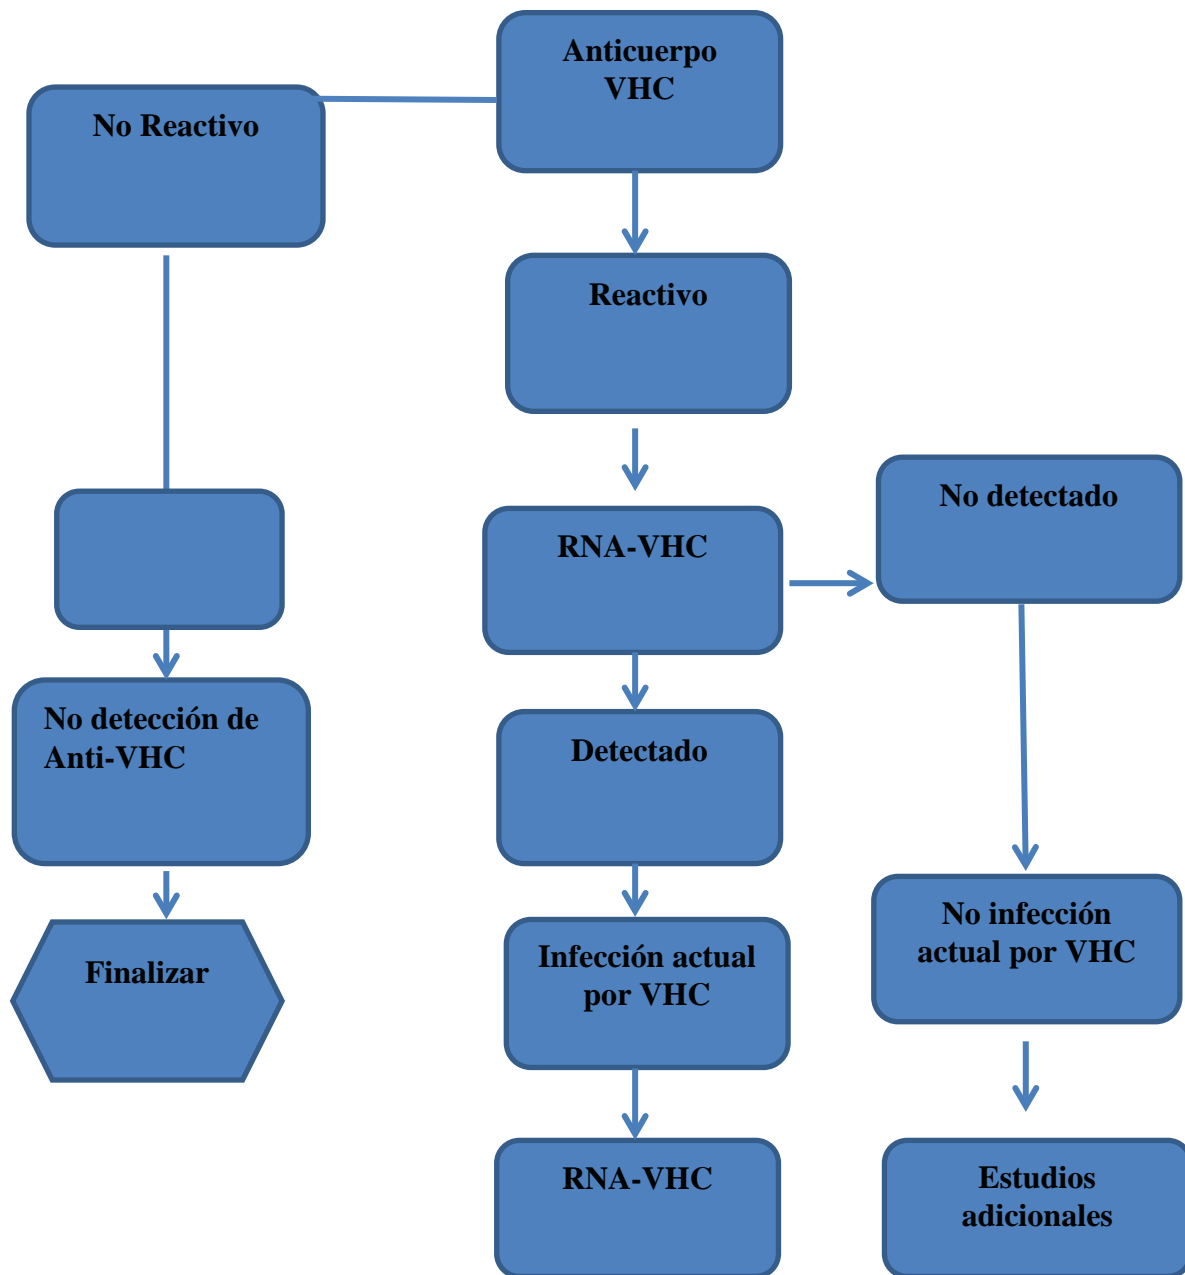 Anticuerpo
VHC
No Reactivo
Reactivo
No detectado
RNA-VHC
No detección de
Anti-VHC
Detectado
No infección
actual por VHC
Infección actual
por VHC
Finalizar
RNA-VHC
Estudios
adicionales